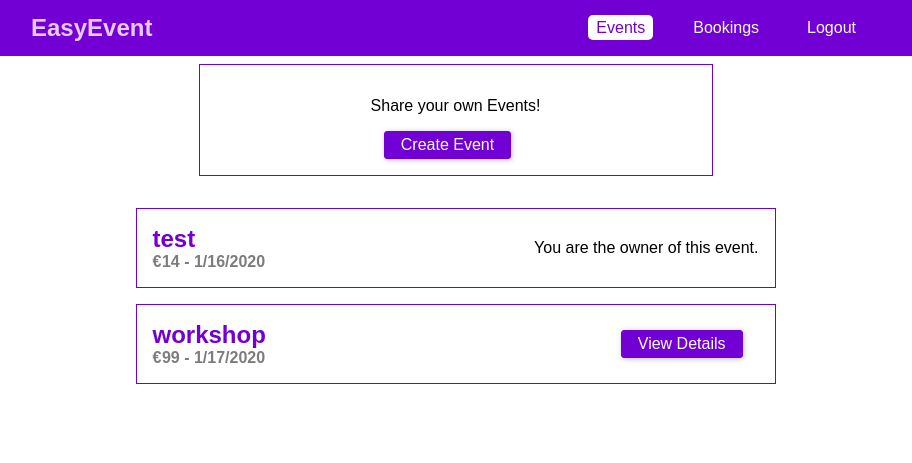 EasyEvent
Events
Bookings
Logout
Share your own Events!
Create Event
test
€14 - 1/16/2020
You are the owner of this event.
workshop
€99 - 1/17/2020
View Details